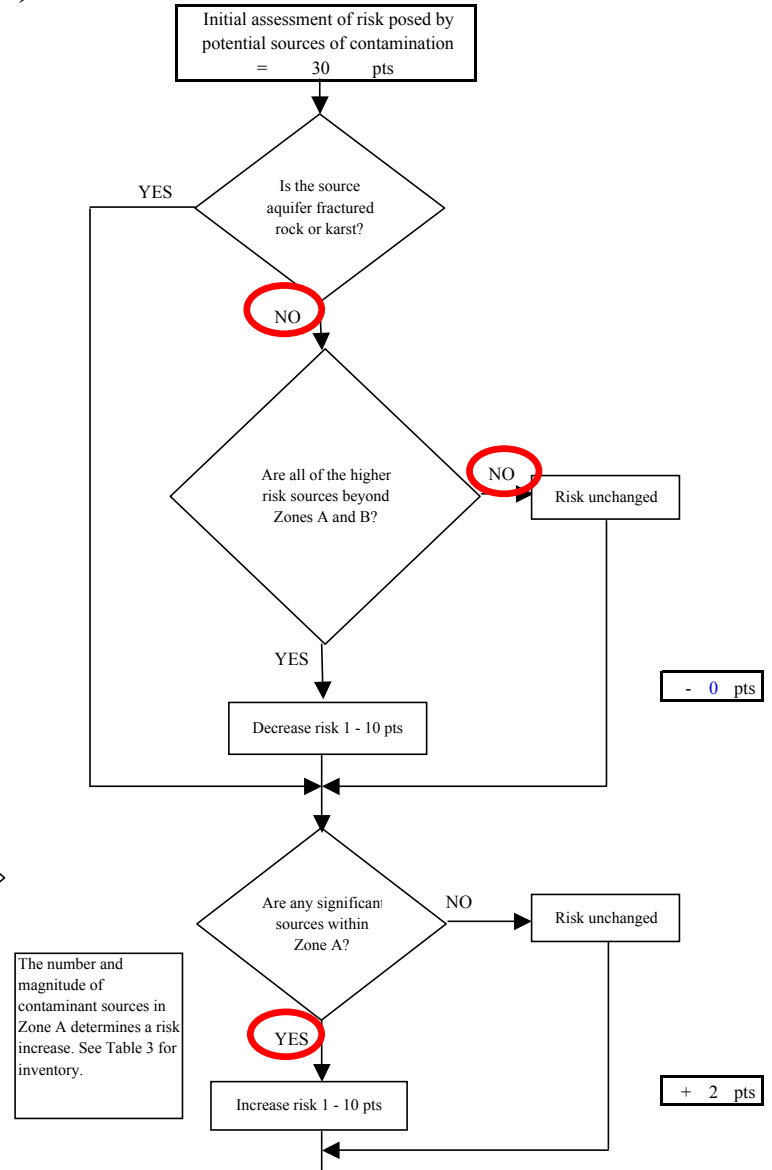 )
Initial assessment of risk posed by
potential sources of contamination
= 30 pts
Is the source
aquifer fractured
rock or karst?
YES
NO
Are all of the higher
risk sources beyond
Zones A and B?
NO
Risk unchanged
YES
- 0 pts
Decrease risk 1 - 10 pts
Are any significant
sources within
Zone A?
NO
Risk unchanged
The number and
magnitude of
contaminant sources in
Zone A determines a risk
increase. See Table 3 for
inventory.
YES
Increase risk 1 - 10 pts
+ 2 pts